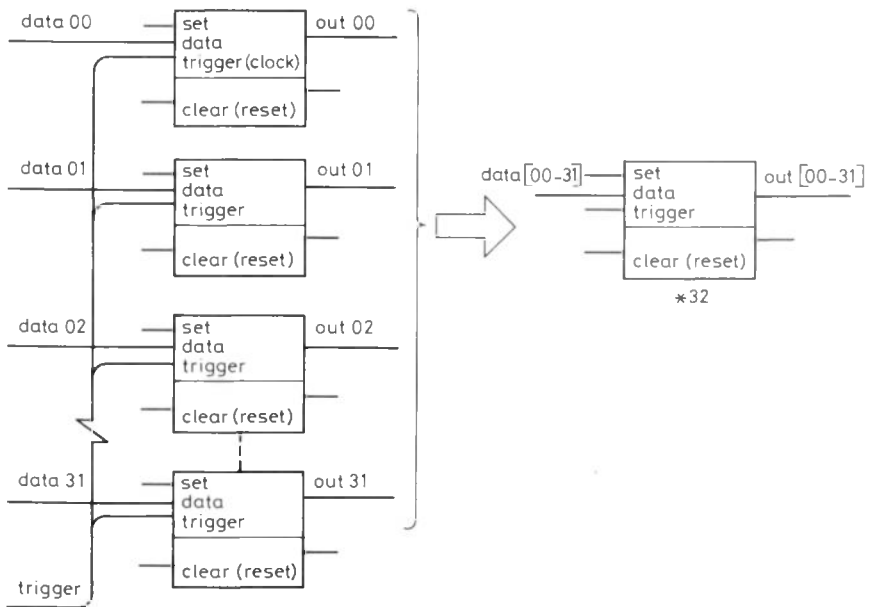 data 00
set
out 00
data
trigger (clock)
clear (reset)
data 01
set
out 01
data
trigger
clear (reset)
data 02
set
out 02
data
trigger
clear (reset)
data 31
set
out 31
data
trigger
clear (reset)
trigger
data [00-31]
set
out [00-31]
data
trigger
clear (reset)
*32